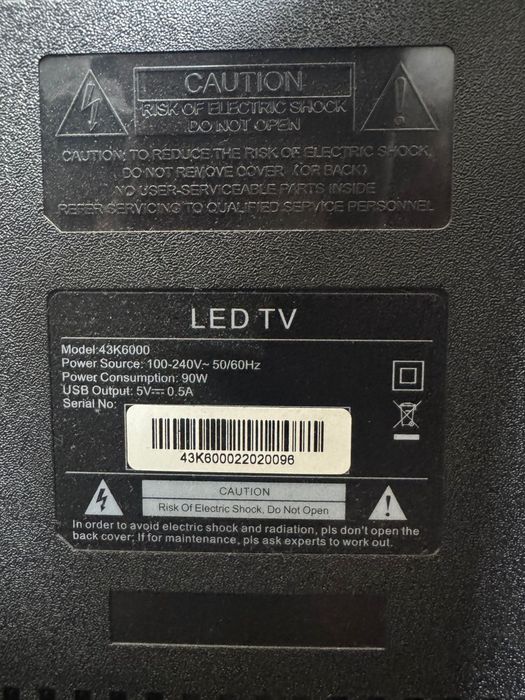 CAUTION
RISK OF ELECTRIC SHOCK
DO NOT OPEN
CAUTION: TO REDUCE THE RISK OF ELECTRIC SHOCK,
DO NOT REMOVE COVER (OR BACK)
NO USER-SERVICEABLE PARTS INSIDE
REFER SERVICING TO QUALIFIED SERVICE PERSONNEL
LED TV
Model:43K6000
Power Source: 100-240V~ 50/60Hz
Power Consumption: 90W
USB Output: 5V⎓0.5A
Serial No:
43K600022020096
CAUTION
Risk Of Electric Shock, Do Not Open
In order to avoid electric shock and radiation, pls don't open the
back cover; If for maintenance, pls ask experts to work out.